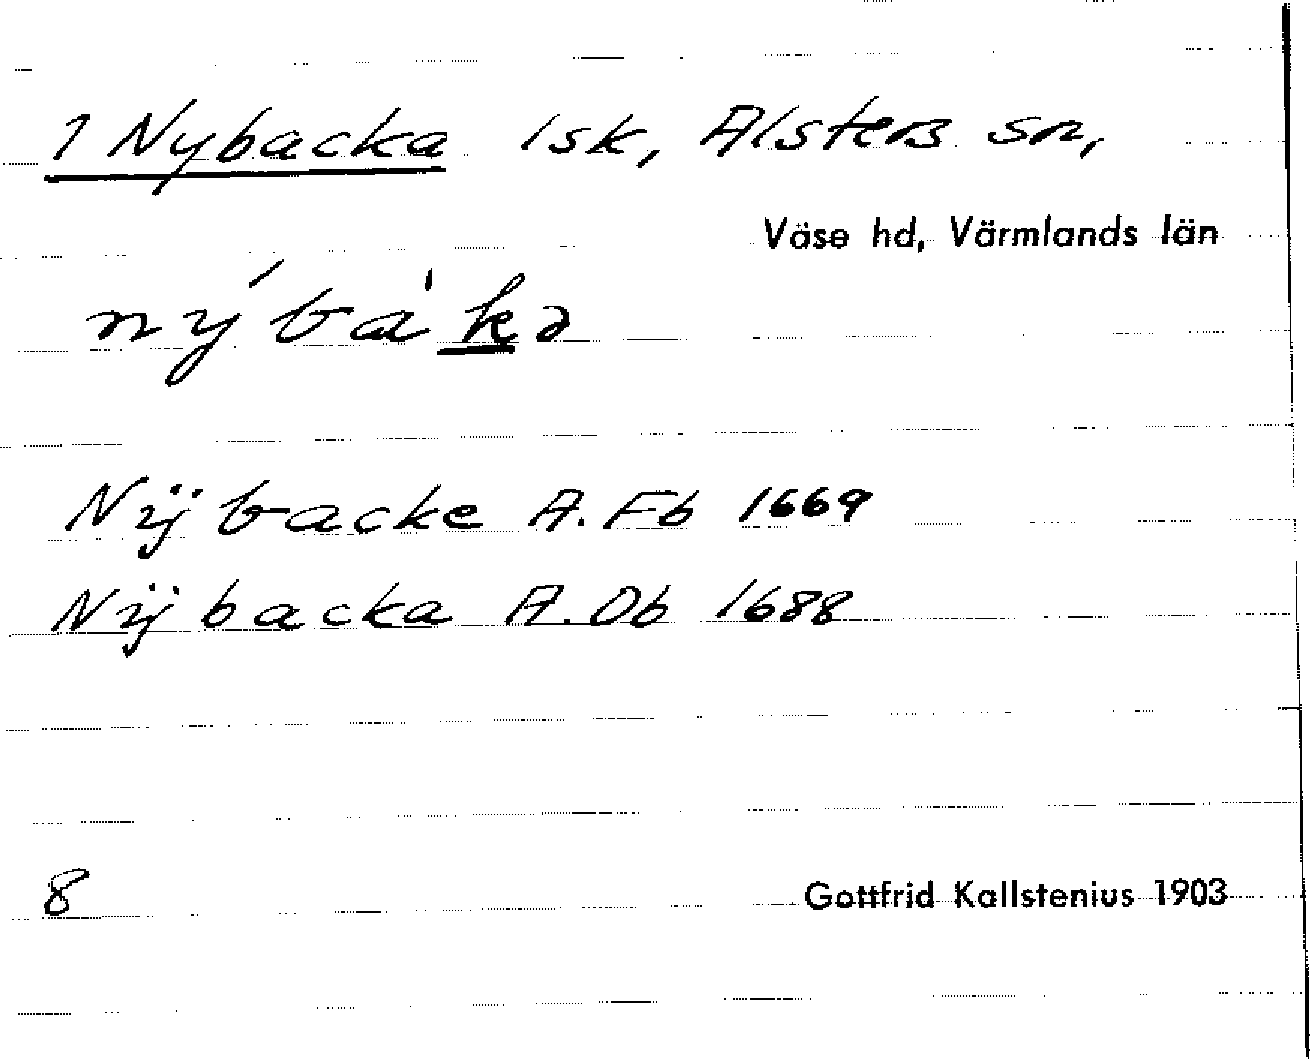 1 Nybacka lsk, Alsters sn,
Väse hd, Värmlands län
ny´ba`ka
Nÿbacke A.Fb 1669
Nÿbacka A.Db 1688
8 Gottfrid Kallstenius 1903